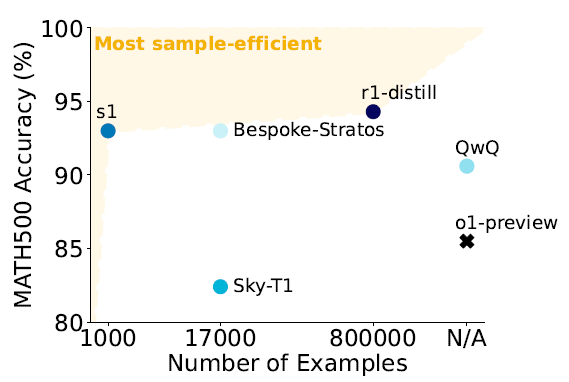 100
Most sample-efficient
95
r1-distill
s1
Bespoke-Stratos
QwQ
90
o1-preview
85
Sky-T1
80
MATH500 Accuracy (%)
1000
17000
800000
N/A
Number of Examples